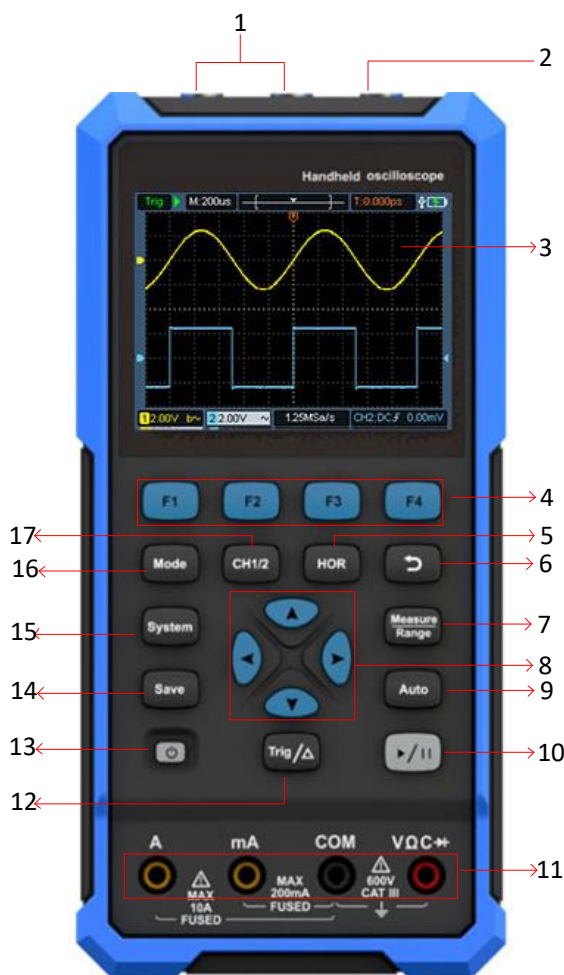 1
2
Handheld oscilloscope
Trig M:200us T:0.000ps
3
1 2.00V 2 2.00V 1.25MSa/s CH2:DC 0.00mV
F1 F2 F3 F4
4
17
5
16
Mode CH1/2 HOR
6
15
System
Measure
Range
7
8
14
Save
Auto
9
13
Trig/△
10
12
A mA COM VΩC
11
MAX
10A
FUSED
MAX
200mA
FUSED
600V
CAT III